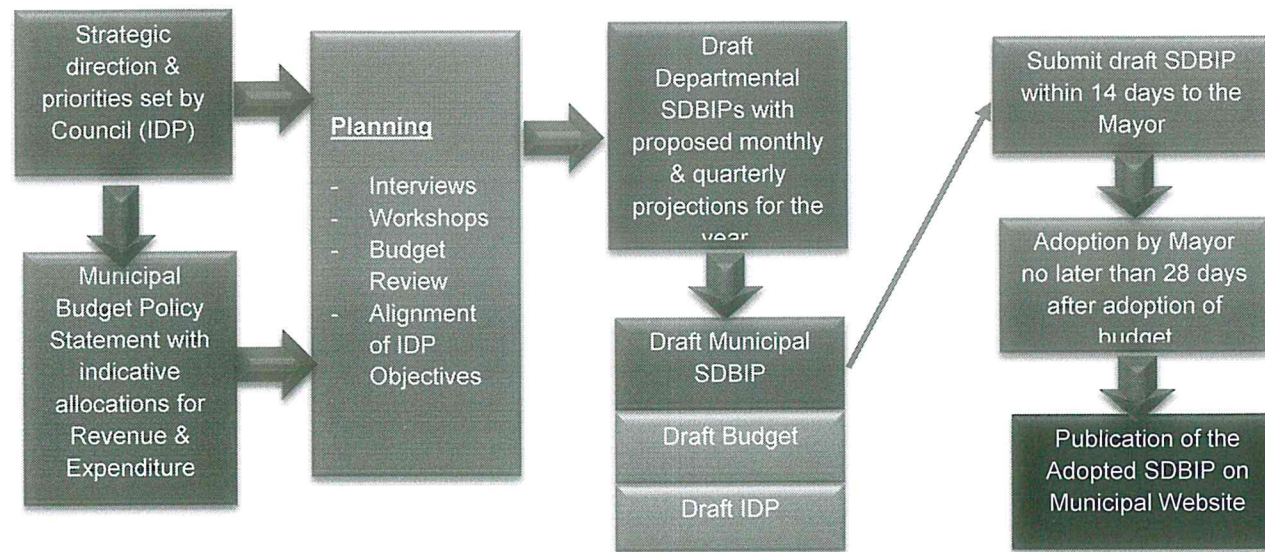 Strategic
direction &
priorities set by
Council (IDP)
Municipal
Budget Policy
Statement with
indicative
allocations for
Revenue &
Expenditure
Planning
- Interviews
- Workshops
- Budget
Review
- Alignment
of IDP
Objectives
Draft
Departmental
SDBIPs with
proposed monthly
& quarterly
projections for the
year
Draft Municipal
SDBIP
Draft Budget
Draft IDP
Submit draft SDBIP
within 14 days to the
Mayor
Adoption by Mayor
no later than 28 days
after adoption of
budget
Publication of the
Adopted SDBIP on
Municipal Website